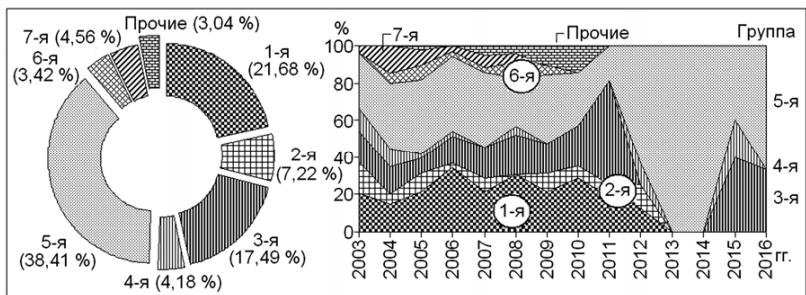 Прочие (3,04 %)
7-я (4,56 %)
6-я
(3,42 %)
1-я
(21,68 %)
2-я
(7,22 %)
3-я
(17,49 %)
4-я (4,18 %)
5-я
(38,41 %)
%
7-я
Прочие
Группа
100
80
60
40
20
0
6-я
5-я
4-я
3-я
2-я
1-я
2003
2004
2005
2006
2007
2008
2009
2010
2011
2012
2013
2014
2015
2016
гг.